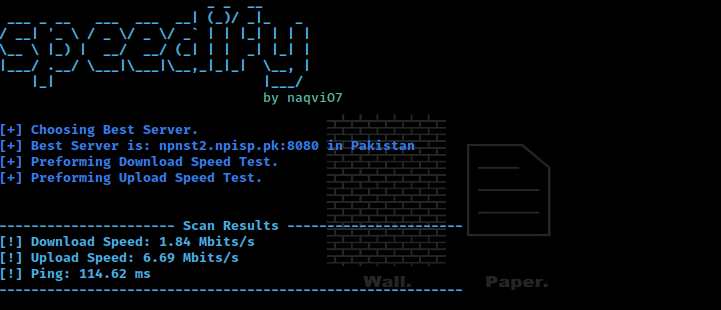 speedify
by naqvi07
[+] Choosing Best Server.
[+] Best Server is: npnst2.npisp.pk:8080 in Pakistan
[+] Preforming Download Speed Test.
[+] Preforming Upload Speed Test.
---------------------- Scan Results ----------------------
[!] Download Speed: 1.84 Mbits/s
[!] Upload Speed: 6.69 Mbits/s
[!] Ping: 114.62 ms
----------------------------------------------------------
Wall. Paper.